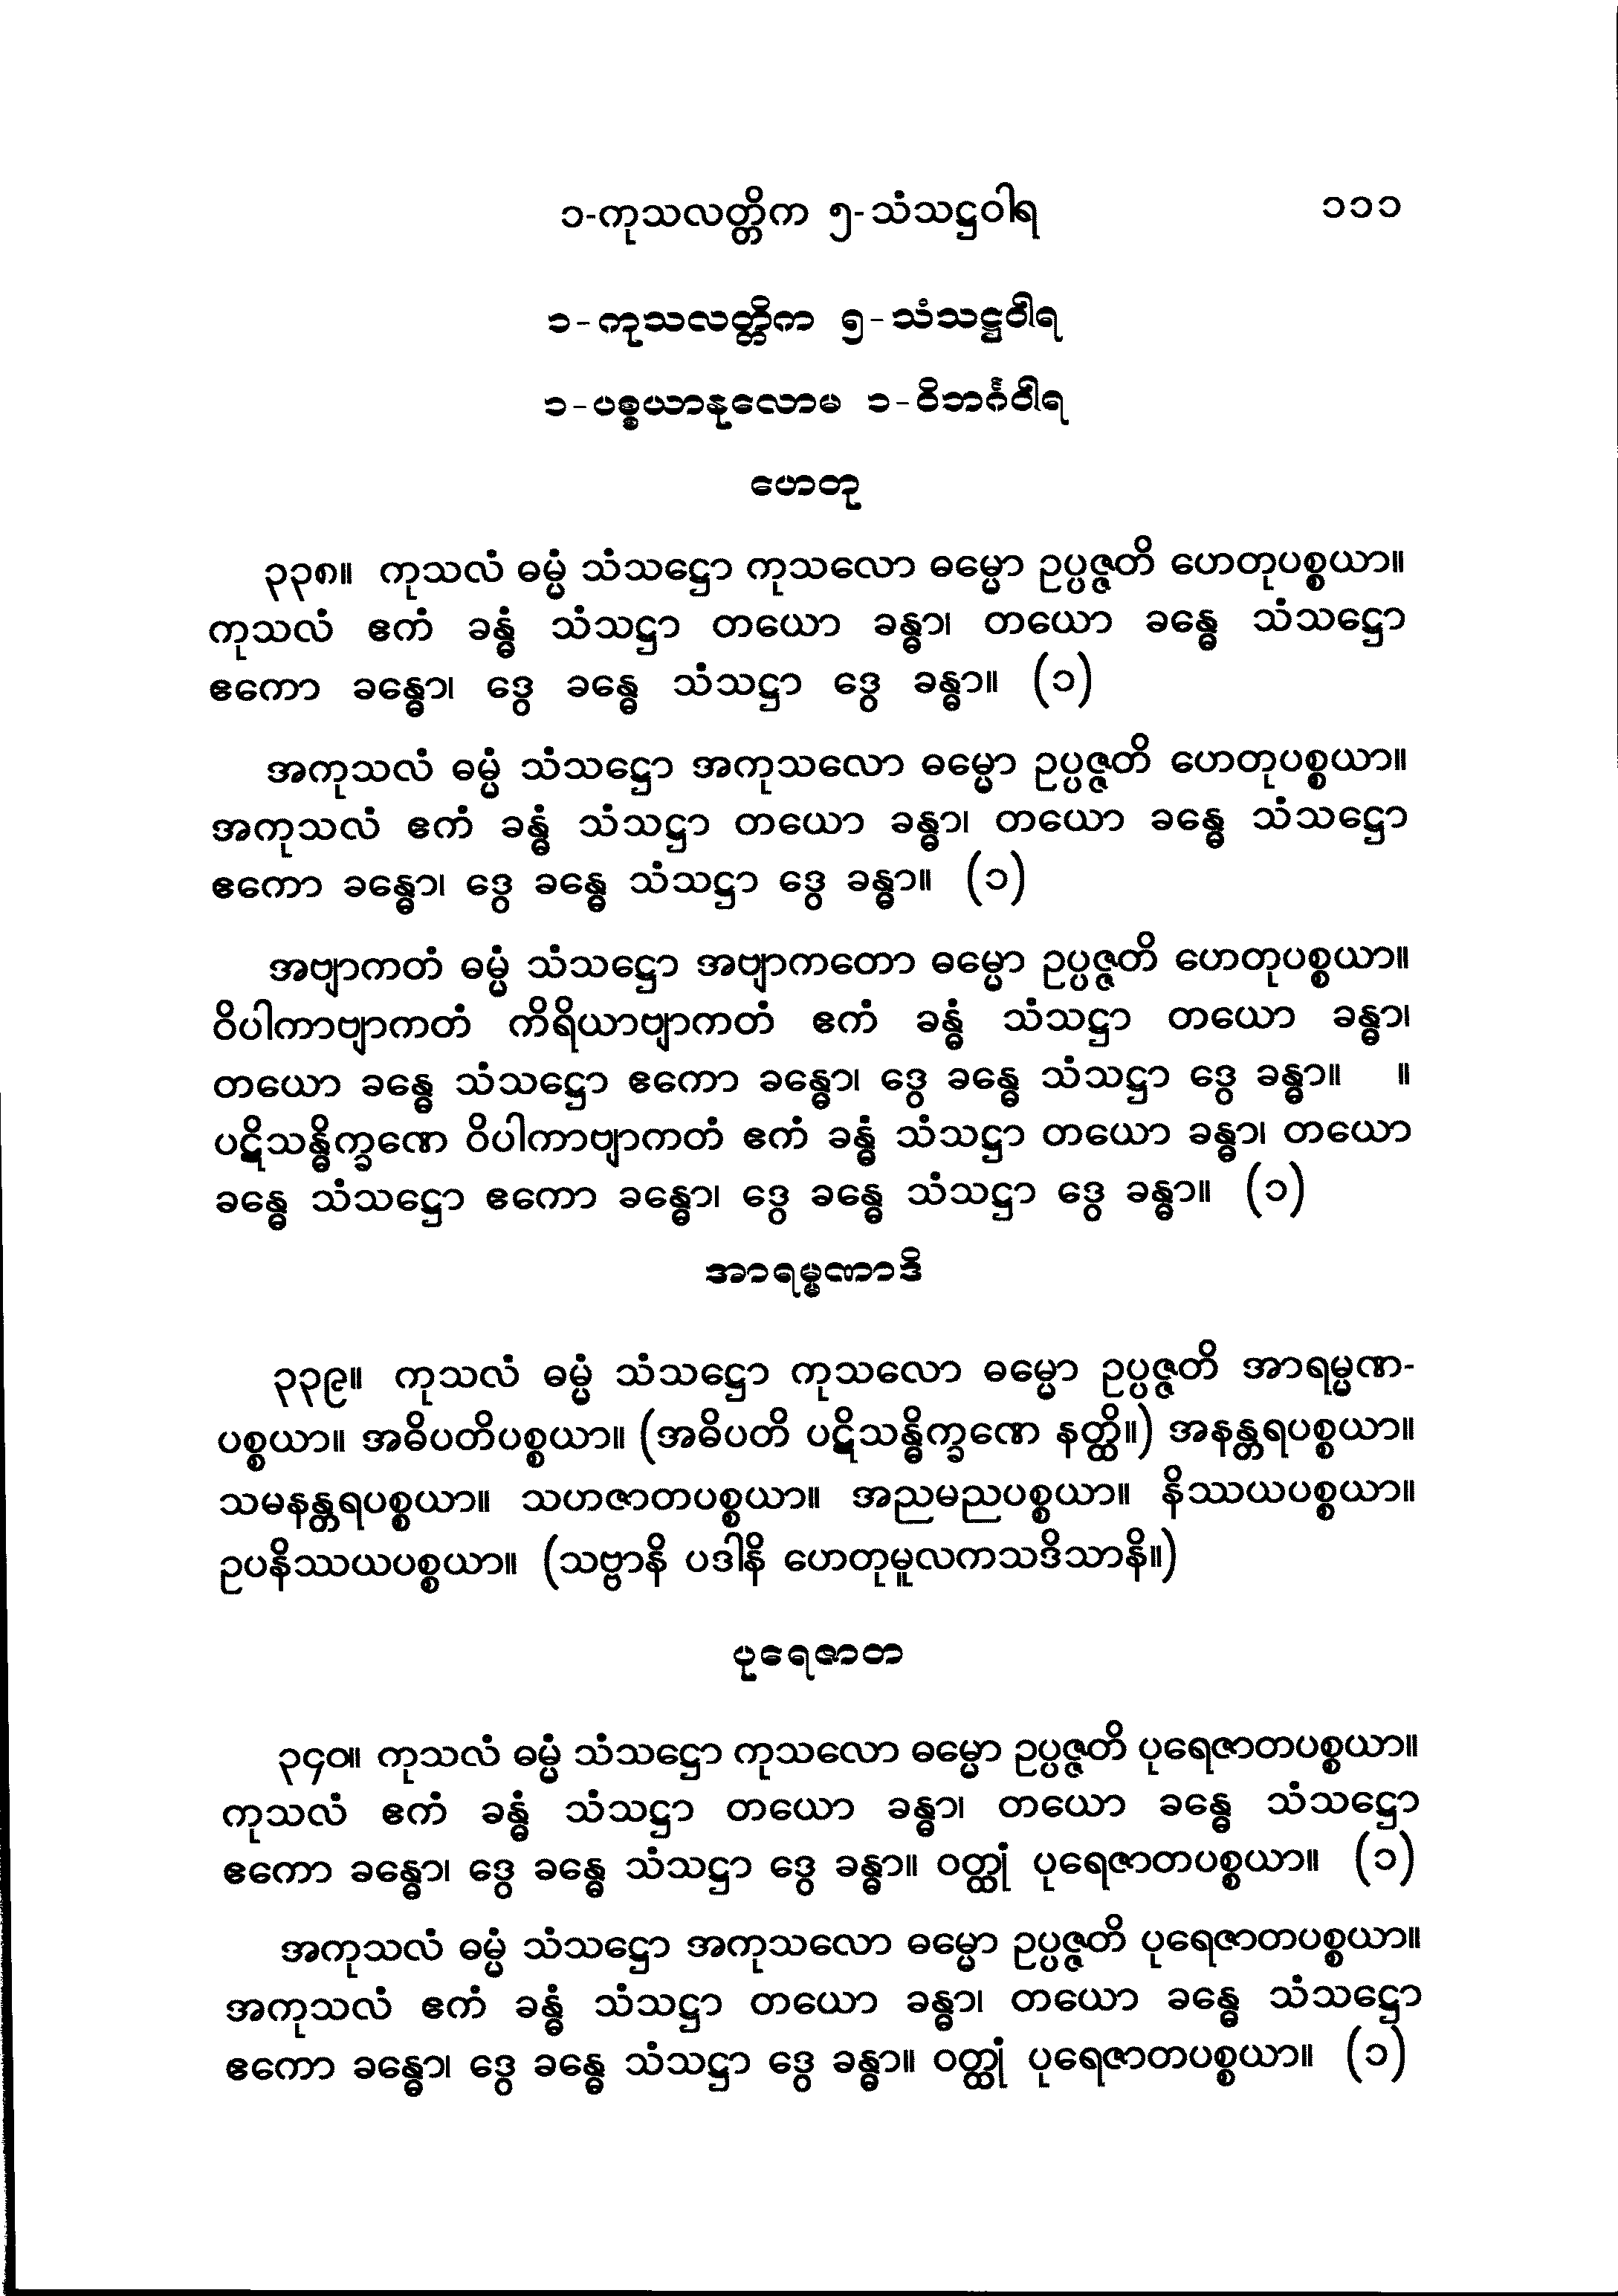 ၁-ကုသလတ္တိက ၅-သံသဋ္ဌဝါရ ၁၁၁
၁-ကုသလတ္တိက ၅-သံသဋ္ဌဝါရ
၁-ပစ္စယာနုလောမ ၁-ဝိဘင်္ဂဝါရ
ဟေတု
၃၃၈။ ကုသလံ ဓမ္မံ သံသဋ္ဌော ကုသလော ဓမ္မော ဥပ္ပဇ္ဇတိ ဟေတုပစ္စယာ။
ကုသလံ ဧကံ ခန္ဓံ သံသဋ္ဌာ တယော ခန္ဓာ၊ တယော ခန္ဓေ သံသဋ္ဌော
ဧကော ခန္ဓော၊ ဒွေ ခန္ဓေ သံသဋ္ဌာ ဒွေ ခန္ဓာ။ (၁)
အကုသလံ ဓမ္မံ သံသဋ္ဌော အကုသလော ဓမ္မော ဥပ္ပဇ္ဇတိ ဟေတုပစ္စယာ။
အကုသလံ ဧကံ ခန္ဓံ သံသဋ္ဌာ တယော ခန္ဓာ၊ တယော ခန္ဓေ သံသဋ္ဌော
ဧကော ခန္ဓော၊ ဒွေ ခန္ဓေ သံသဋ္ဌာ ဒွေ ခန္ဓာ။ (၁)
အဗျာကတံ ဓမ္မံ သံသဋ္ဌော အဗျာကတော ဓမ္မော ဥပ္ပဇ္ဇတိ ဟေတုပစ္စယာ။
ဝိပါကာဗျာကတံ ကိရိယာဗျာကတံ ဧကံ ခန္ဓံ သံသဋ္ဌာ တယော ခန္ဓာ၊
တယော ခန္ဓေ သံသဋ္ဌော ဧကော ခန္ဓော၊ ဒွေ ခန္ဓေ သံသဋ္ဌာ ဒွေ ခန္ဓာ။ ။
ပဋိသန္ဓိက္ခဏေ ဝိပါကာဗျာကတံ ဧကံ ခန္ဓံ သံသဋ္ဌာ တယော ခန္ဓာ၊ တယော
ခန္ဓေ သံသဋ္ဌော ဧကော ခန္ဓော၊ ဒွေ ခန္ဓေ သံသဋ္ဌာ ဒွေ ခန္ဓာ။ (၁)
အာရမ္မဏာဒိ
၃၃၉။ ကုသလံ ဓမ္မံ သံသဋ္ဌော ကုသလော ဓမ္မော ဥပ္ပဇ္ဇတိ အာရမ္မဏ-
ပစ္စယာ။ အဓိပတိပစ္စယာ။ (အဓိပတိ ပဋိသန္ဓိက္ခဏေ နတ္ထိ။) အနန္တရပစ္စယာ။
သမနန္တရပစ္စယာ။ သဟဇာတပစ္စယာ။ အညမညပစ္စယာ။ နိဿယပစ္စယာ။
ဥပနိဿယပစ္စယာ။ (သဗ္ဗာနိ ပဒါနိ ဟေတုမူလကသဒိသာနိ။)
ပုရေဇာတ
၃၄၀။ ကုသလံ ဓမ္မံ သံသဋ္ဌော ကုသလော ဓမ္မော ဥပ္ပဇ္ဇတိ ပုရေဇာတပစ္စယာ။
ကုသလံ ဧကံ ခန္ဓံ သံသဋ္ဌာ တယော ခန္ဓာ၊ တယော ခန္ဓေ သံသဋ္ဌော
ဧကော ခန္ဓော၊ ဒွေ ခန္ဓေ သံသဋ္ဌာ ဒွေ ခန္ဓာ။ ဝတ္ထုံ ပုရေဇာတပစ္စယာ။ (၁)
အကုသလံ ဓမ္မံ သံသဋ္ဌော အကုသလော ဓမ္မော ဥပ္ပဇ္ဇတိ ပုရေဇာတပစ္စယာ။
အကုသလံ ဧကံ ခန္ဓံ သံသဋ္ဌာ တယော ခန္ဓာ၊ တယော ခန္ဓေ သံသဋ္ဌော
ဧကော ခန္ဓော၊ ဒွေ ခန္ဓေ သံသဋ္ဌာ ဒွေ ခန္ဓာ။ ဝတ္ထုံ ပုရေဇာတပစ္စယာ။ (၁)